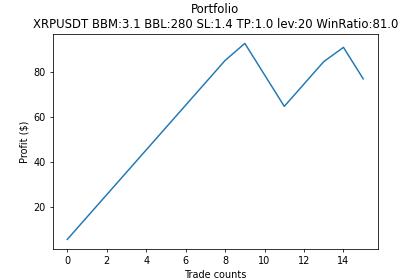 Portfolio
XRPUSDT BBM:3.1 BBL:280 SL:1.4 TP:1.0 lev:20 WinRatio:81.0
Profit ($)
80
60
40
20
0 2 4 6 8 10 12 14
Trade counts